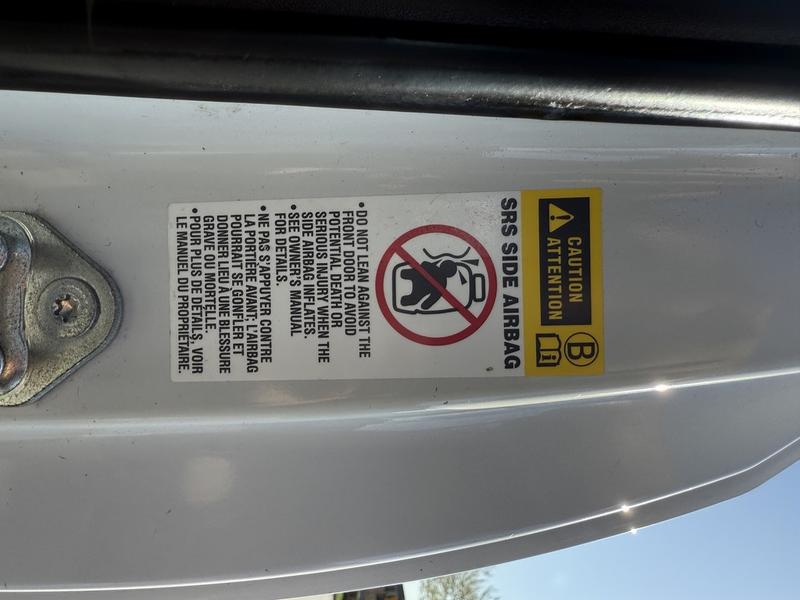 CAUTION
ATTENTION
B
i
SRS SIDE AIRBAG
• DO NOT LEAN AGAINST THE
FRONT DOOR TO AVOID
POTENTIAL DEATH OR
SERIOUS INJURY WHEN THE
SIDE AIRBAG INFLATES.
• SEE OWNER'S MANUAL
FOR DETAILS.
• NE PAS S'APPUYER CONTRE
LA PORTIÈRE AVANT. L'AIRBAG
POURRAIT SE GONFLER ET
DONNER LIEU À UNE BLESSURE
GRAVE OU MORTELLE.
• POUR PLUS DE DÉTAILS, VOIR
LE MANUEL DU PROPRIÉTAIRE.